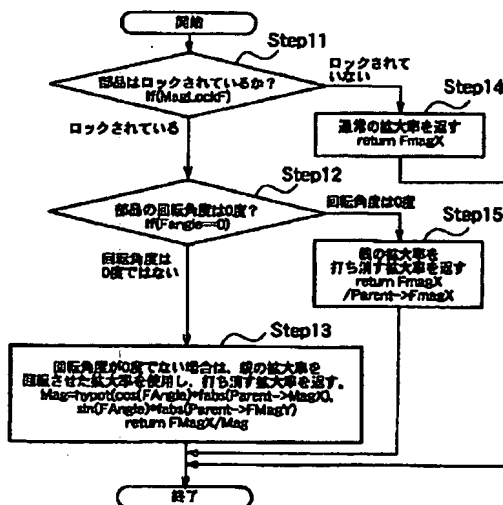 開始
Step11
部品はロックされているか?
if(MagLockF)
ロックされて
いない
Step14
通常の拡大率を返す
return FmagX
ロックされている
Step12
部品の回転角度は0度?
if(Fangle==0)
回転角度は0度
Step15
親の拡大率を
打ち消す拡大率を返す
return FmagX
/Parent->FmagX
回転角度は
0度ではない
Step13
回転角度が0度でない場合は、親の拡大率を
回転させた拡大率を使用し、打ち消す拡大率を返す。
Mag=hypot(cos(FAngle)*fabs(Parent->MagX),
sin(FAngle)*fabs(Parent->FMagY)
return FMagX/Mag
終了